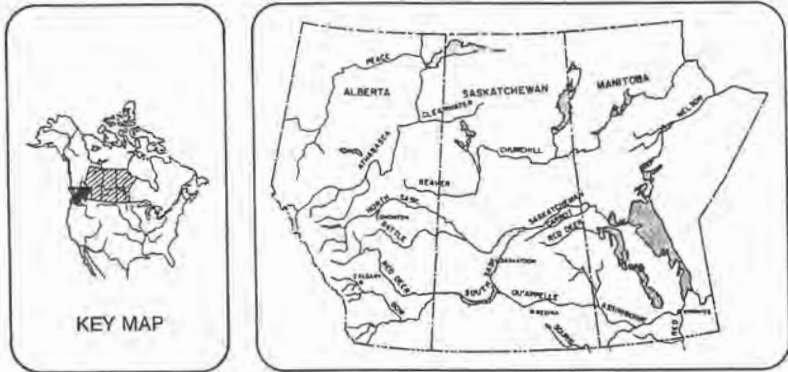 KEY MAP
PEACE
ALBERTA
SASKATCHEWAN
MANITOBA
CLEARWATER
NELSON
ATHABASCA
CHURCHILL
BEAVER
NORTH SASK.
EDMONTON
BATTLE
SASKATCHEWAN
CARROT
RED DEER
SASKATOON
RED DEER
CALGARY
BOW
SOUTH SASK.
QU'APPELLE
REGINA
ASSINIBOINE
SOURIS
RED